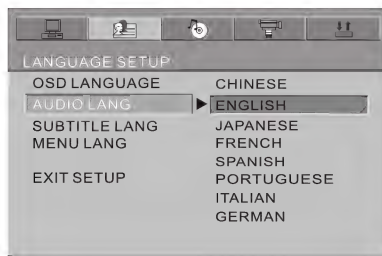 LANGUAGE SETUP
OSD LANGUAGE
AUDIO LANG
SUBTITLE LANG
MENU LANG
EXIT SETUP
CHINESE
ENGLISH
JAPANESE
FRENCH
SPANISH
PORTUGUESE
ITALIAN
GERMAN